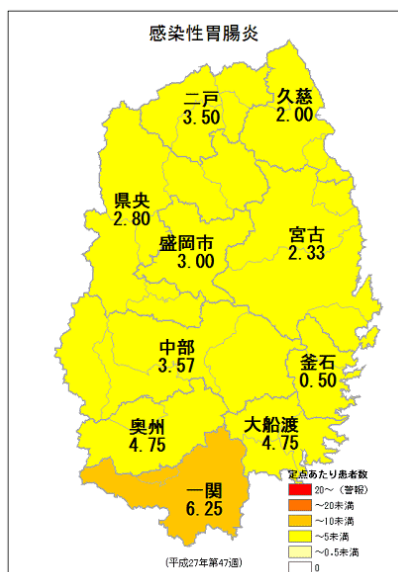 感染性胃腸炎
二戸
3.50
久慈
2.00
県央
2.80
盛岡市
3.00
宮古
2.33
中部
3.57
釜石
0.50
奥州
4.75
大船渡
4.75
一関
6.25
定点あたり患者数
20~ (警報)
~20未満
~10未満
~5未満
~0.5未満
0
(平成27年第47週)